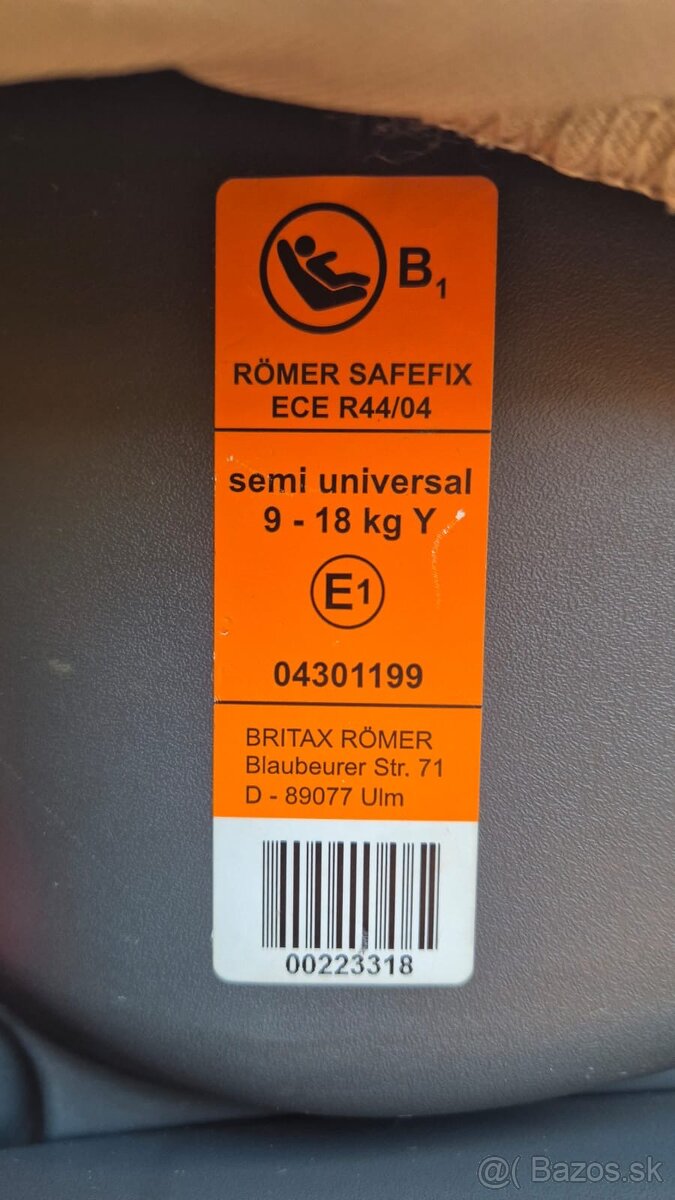 B1
RÖMER SAFEFIX
ECE R44/04
semi universal
9 - 18 kg Y
E1
04301199
BRITAX RÖMER
Blaubeurer Str. 71
D - 89077 Ulm
00223318
@( Bazos.sk